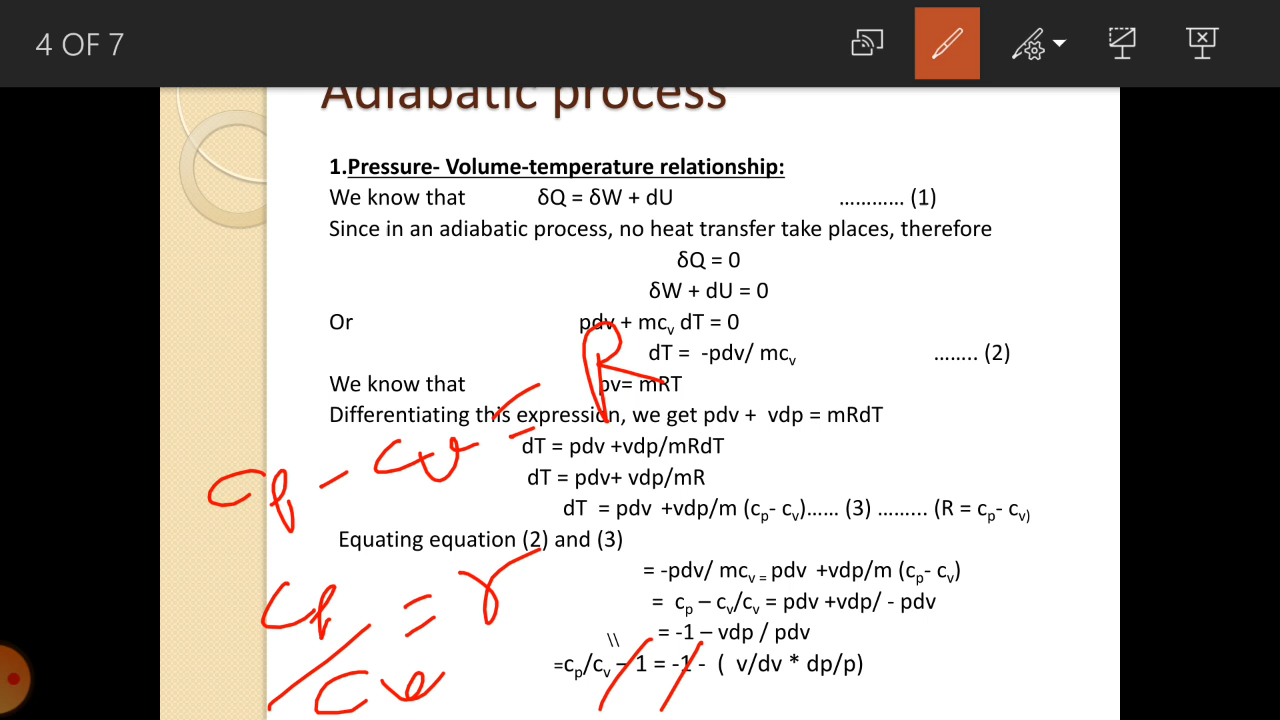 4 OF 7
Adiabatic process
1.Pressure- Volume-temperature relationship:
We know that δQ = δW + dU ………… (1)
Since in an adiabatic process, no heat transfer take places, therefore
δQ = 0
δW + dU = 0
Or pdv + mcv dT = 0
dT = -pdv/ mcv …….. (2)
We know that pv= mRT
Differentiating this expression, we get pdv + vdp = mRdT
dT = pdv +vdp/mRdT
dT = pdv+ vdp/mR
dT = pdv +vdp/m (cp- cv)…… (3) ……... (R = cp- cv)
cp - cv = R
Equating equation (2) and (3)
= -pdv/ mcv = pdv +vdp/m (cp- cv)
= cp – cv/cv = pdv +vdp/ - pdv
= -1 – vdp / pdv
\\
=cp/cv – 1 = -1 - ( v/dv * dp/p)
cp/cv = γ